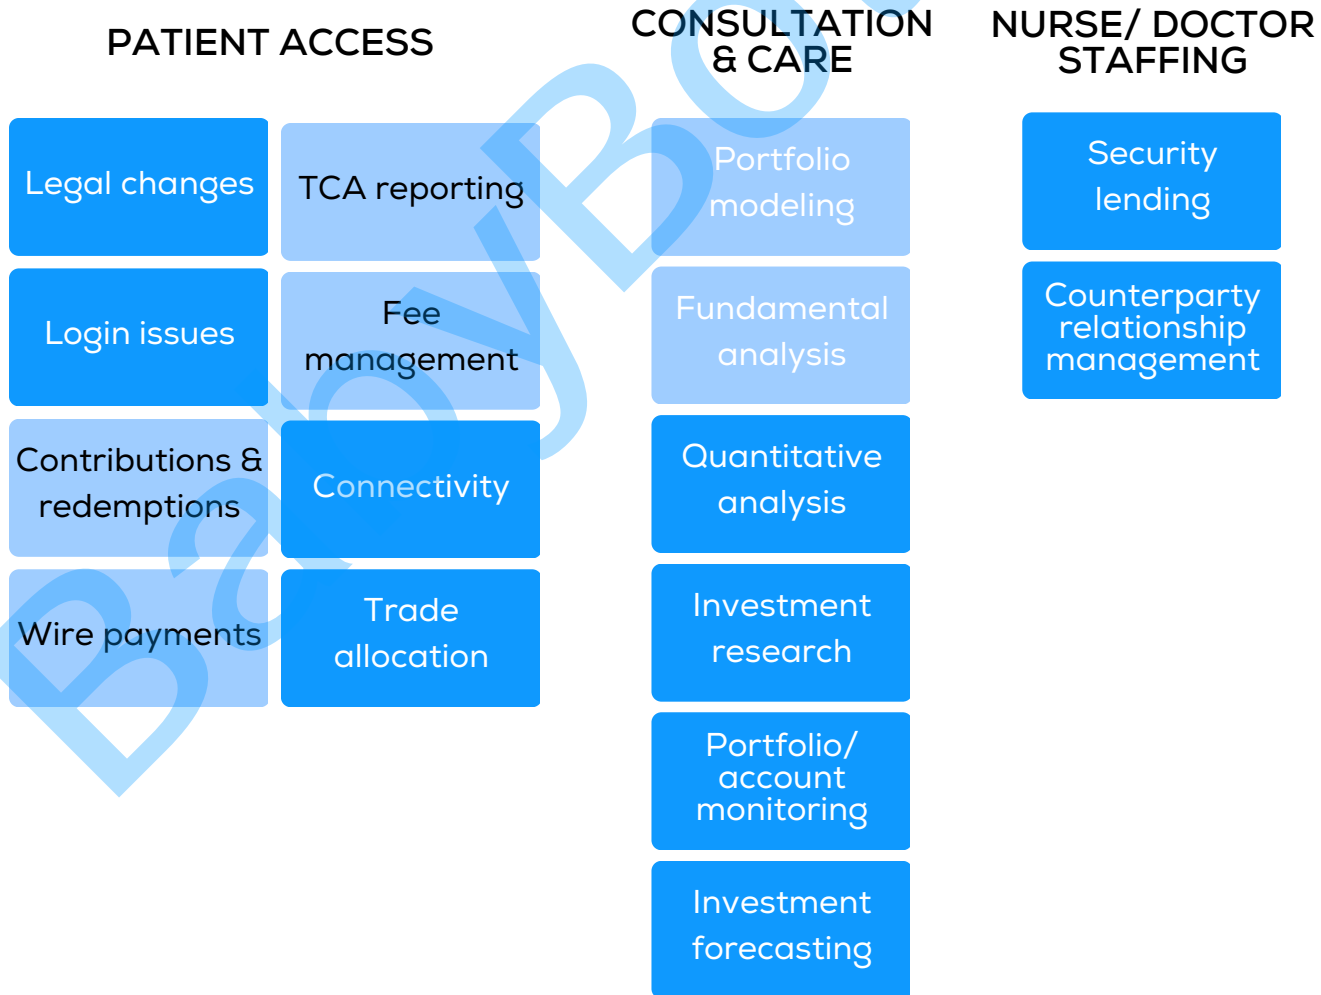 PATIENT ACCESS
Legal changes
TCA reporting
Login issues
Fee
management
Contributions &
redemptions
Connectivity
Wire payments
Trade
allocation
CONSULTATION
& CARE
Portfolio
modeling
Fundamental
analysis
Quantitative
analysis
Investment
research
Portfolio/
account
monitoring
Investment
forecasting
NURSE/ DOCTOR
STAFFING
Security
lending
Counterparty
relationship
management